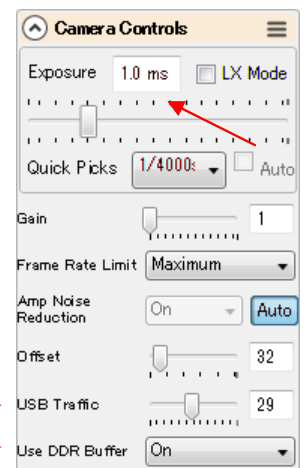 Camera Controls
Exposure 1.0 ms LX Mode
Quick Picks 1/4000s Auto
Gain 1
Frame Rate Limit Maximum
Amp Noise
Reduction On Auto
Offset 32
USB Traffic 29
Use DDR Buffer On